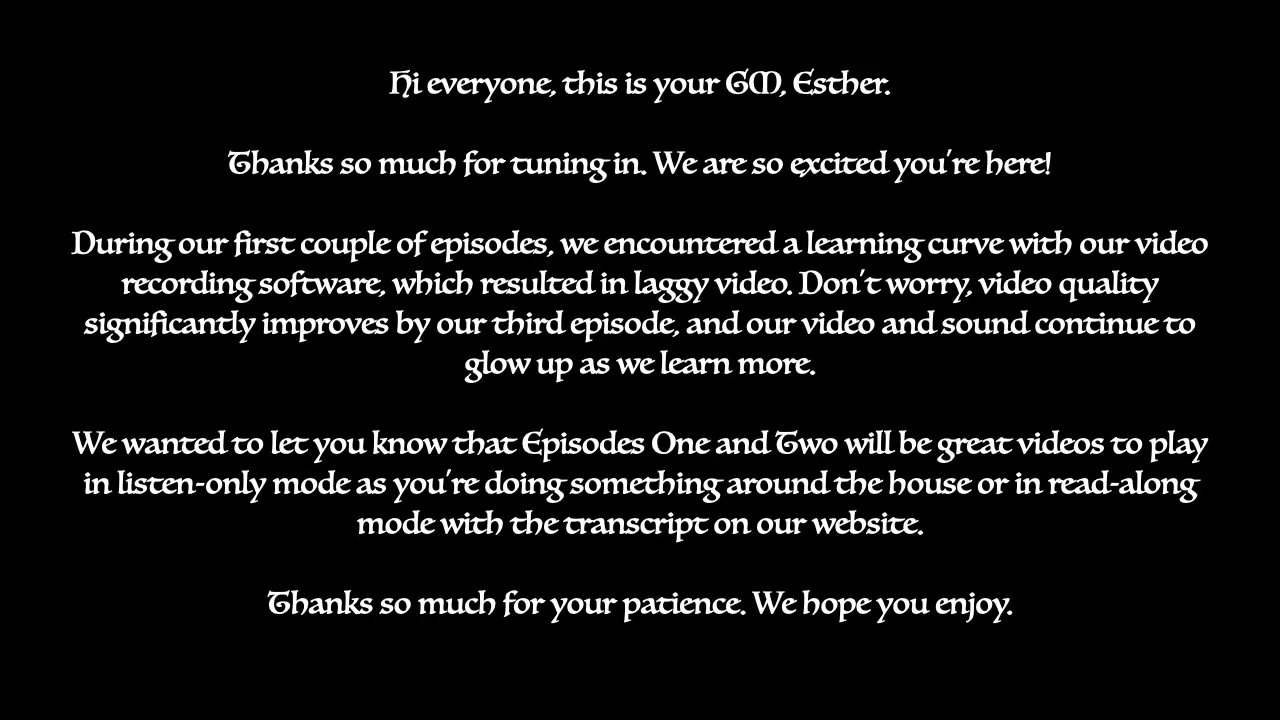 Hi everyone, this is your GM, Esther.
Thanks so much for tuning in. We are so excited you're here!
During our first couple of episodes, we encountered a learning curve with our video
recording software, which resulted in laggy video. Don't worry, video quality
significantly improves by our third episode, and our video and sound continue to
glow up as we learn more.
We wanted to let you know that Episodes One and Two will be great videos to play
in listen-only mode as you're doing something around the house or in read-along
mode with the transcript on our website.
Thanks so much for your patience. We hope you enjoy.